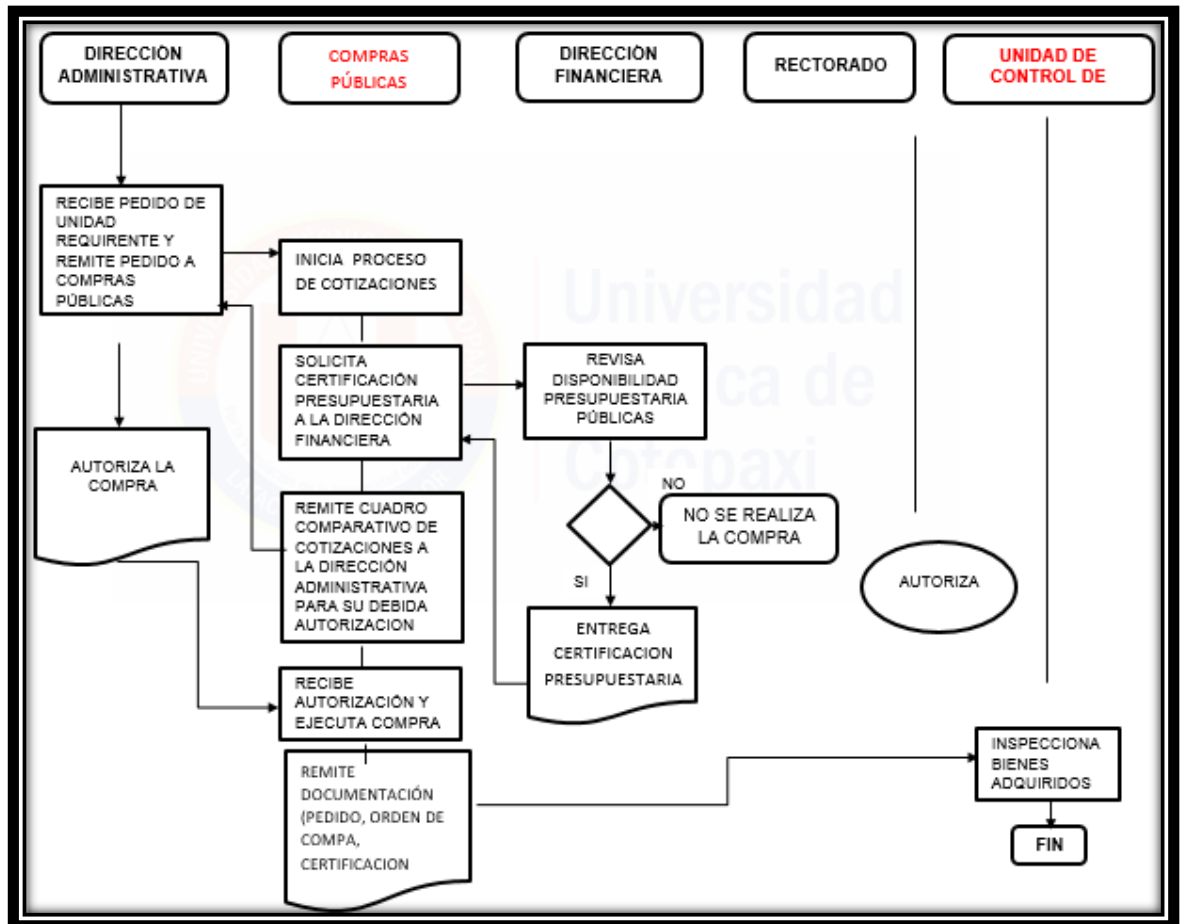 DIRECCIÓN
ADMINISTRATIVA
COMPRAS
PÚBLICAS
DIRECCIÓN
FINANCIERA
RECTORADO
UNIDAD DE
CONTROL DE
RECIBE PEDIDO DE
UNIDAD
REQUIRENTE Y
REMITE PEDIDO A
COMPRAS
PÚBLICAS
INICIA PROCESO
DE COTIZACIONES
SOLICITA
CERTIFICACIÓN
PRESUPUESTARIA
A LA DIRECCIÓN
FINANCIERA
REVISA
DISPONIBILIDAD
PRESUPUESTARIA
PÚBLICAS
AUTORIZA LA
COMPRA
REMITE CUADRO
COMPARATIVO DE
COTIZACIONES A
LA DIRECCIÓN
ADMINISTRATIVA
PARA SU DEBIDA
AUTORIZACION
NO
NO SE REALIZA
LA COMPRA
SI
AUTORIZA
ENTREGA
CERTIFICACION
PRESUPUESTARIA
RECIBE
AUTORIZACIÓN Y
EJECUTA COMPRA
REMITE
DOCUMENTACIÓN
(PEDIDO, ORDEN DE
COMPA,
CERTIFICACION
INSPECCIONA
BIENES
ADQUIRIDOS
FIN
Universidad
de
Cotopaxi